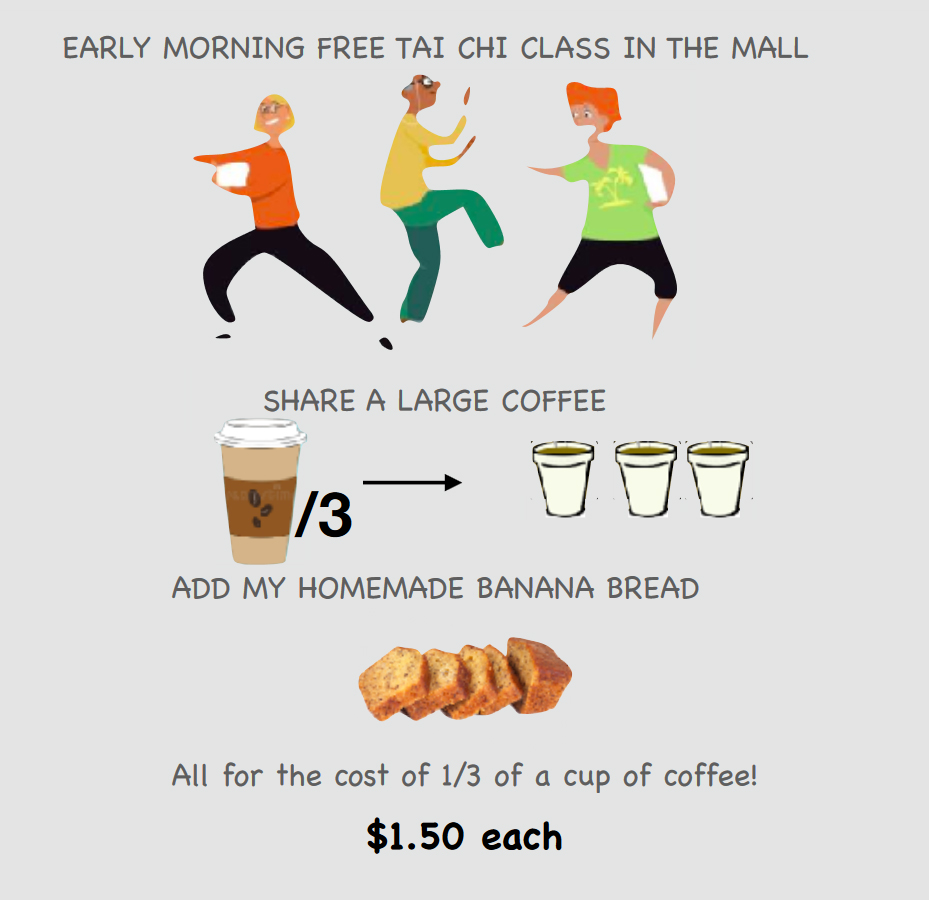 EARLY MORNING FREE TAI CHI CLASS IN THE MALL
SHARE A LARGE COFFEE
/3
ADD MY HOMEMADE BANANA BREAD
All for the cost of 1/3 of a cup of coffee!
$1.50 each